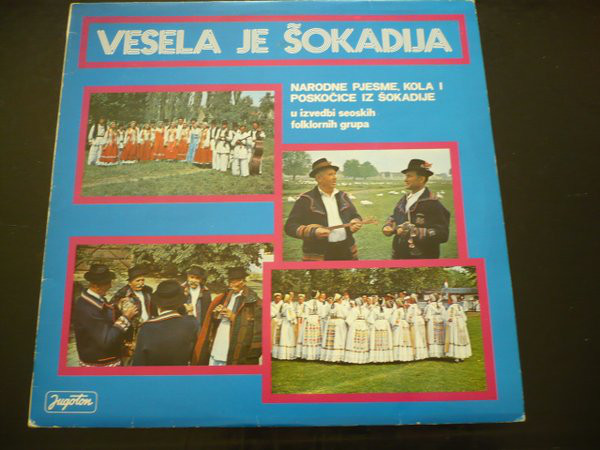 VESELA JE ŠOKADIJA
NARODNE PJESME, KOLA I
POSKOČICE IZ ŠOKADIJE
u izvedbi seoskih
folklornih grupa
Jugoton